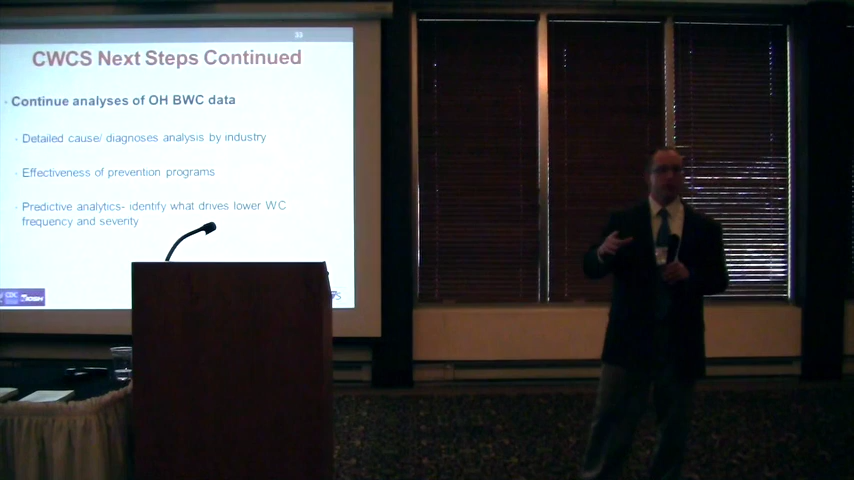 33
CWCS Next Steps Continued
Continue analyses of OH BWC data
Detailed cause/ diagnoses analysis by industry
Effectiveness of prevention programs
Predictive analytics- identify what drives lower WC
frequency and severity
CDC NIOSH